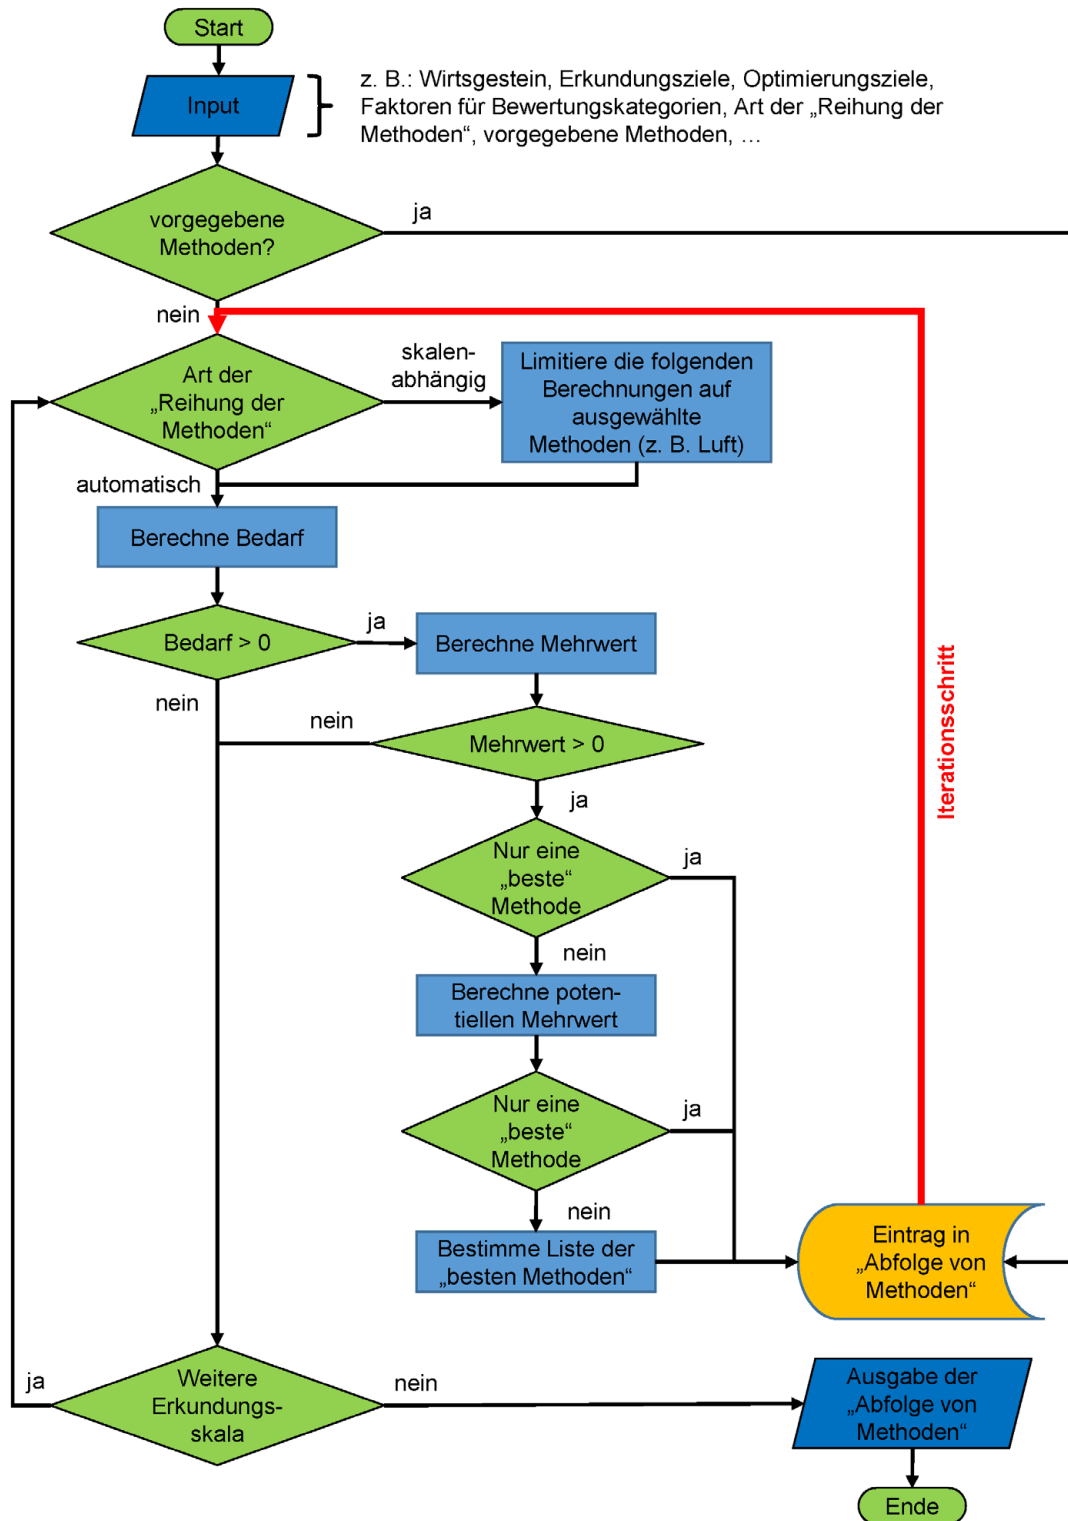 Start
Input
z. B.: Wirtsgestein, Erkundungsziele, Optimierungsziele,
Faktoren für Bewertungskategorien, Art der „Reihung der
Methoden“, vorgegebene Methoden, …
vorgegebene
Methoden?
ja
nein
Art der
„Reihung der
Methoden“
skalen-
abhängig
Limitiere die folgenden
Berechnungen auf
ausgewählte
Methoden (z. B. Luft)
automatisch
Berechne Bedarf
Bedarf > 0
ja
Berechne Mehrwert
nein
nein
Mehrwert > 0
Iterationsschritt
ja
Nur eine
„beste“
Methode
ja
nein
Berechne poten-
tiellen Mehrwert
Nur eine
„beste“
Methode
ja
nein
Bestimme Liste der
„besten Methoden“
Eintrag in
„Abfolge von
Methoden“
Weitere
Erkundungs-
skala
ja
nein
Ausgabe der
„Abfolge von
Methoden“
Ende